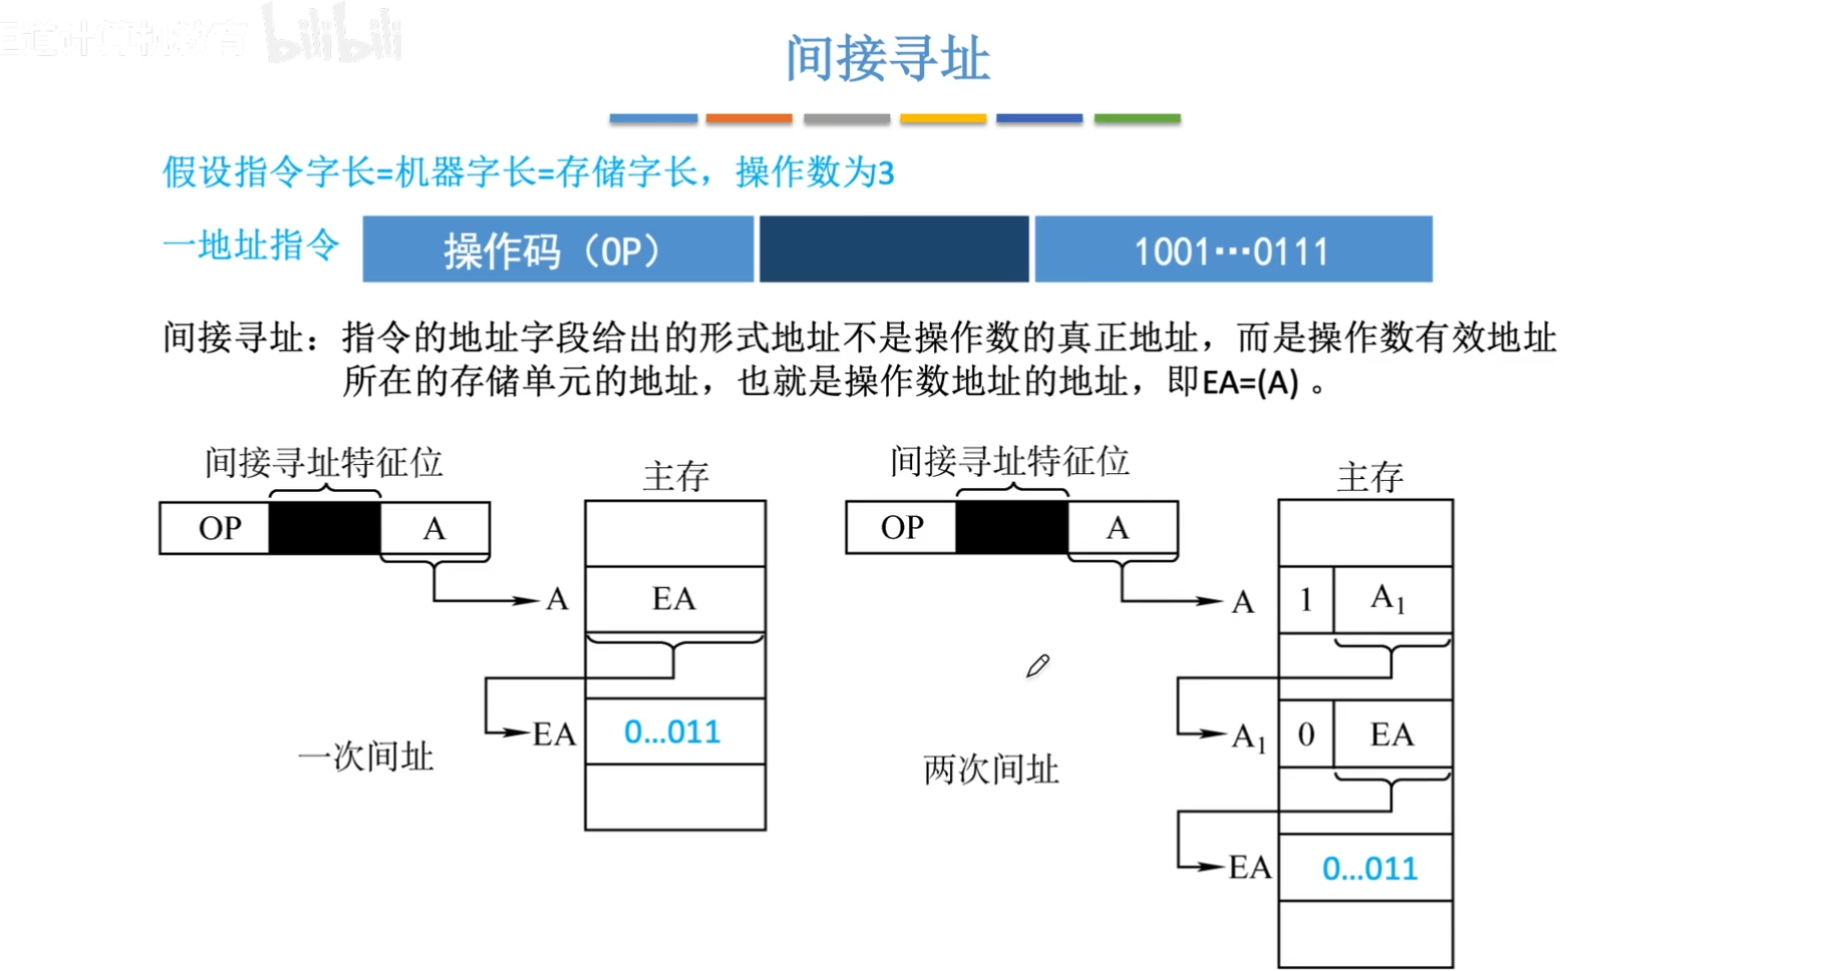 王道计算机教育 bilibili
间接寻址
假设指令字长=机器字长=存储字长，操作数为3
一地址指令 操作码（OP） 1001…0111
间接寻址：指令的地址字段给出的形式地址不是操作数的真正地址，而是操作数有效地址
所在的存储单元的地址，也就是操作数地址的地址，即EA=(A) 。
间接寻址特征位
主存
OP A
A EA
EA 0...011
一次间址
间接寻址特征位
主存
OP A
A 1 A₁
A₁ 0 EA
两次间址
EA 0...011